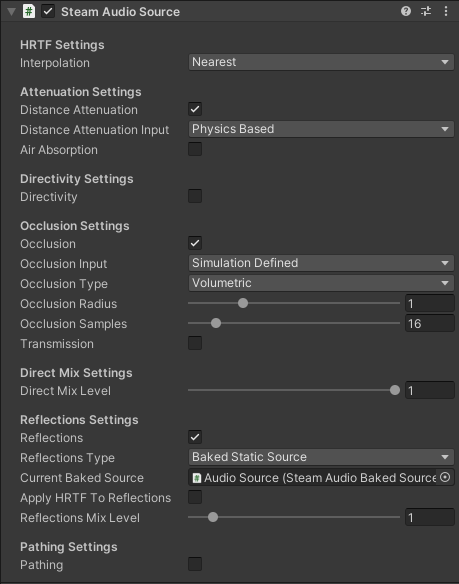 Steam Audio Source
HRTF Settings
Interpolation Nearest
Attenuation Settings
Distance Attenuation
Distance Attenuation Input Physics Based
Air Absorption
Directivity Settings
Directivity
Occlusion Settings
Occlusion
Occlusion Input Simulation Defined
Occlusion Type Volumetric
Occlusion Radius 1
Occlusion Samples 16
Transmission
Direct Mix Settings
Direct Mix Level 1
Reflections Settings
Reflections
Reflections Type Baked Static Source
Current Baked Source Audio Source (Steam Audio Baked Source
Apply HRTF To Reflections
Reflections Mix Level 1
Pathing Settings
Pathing